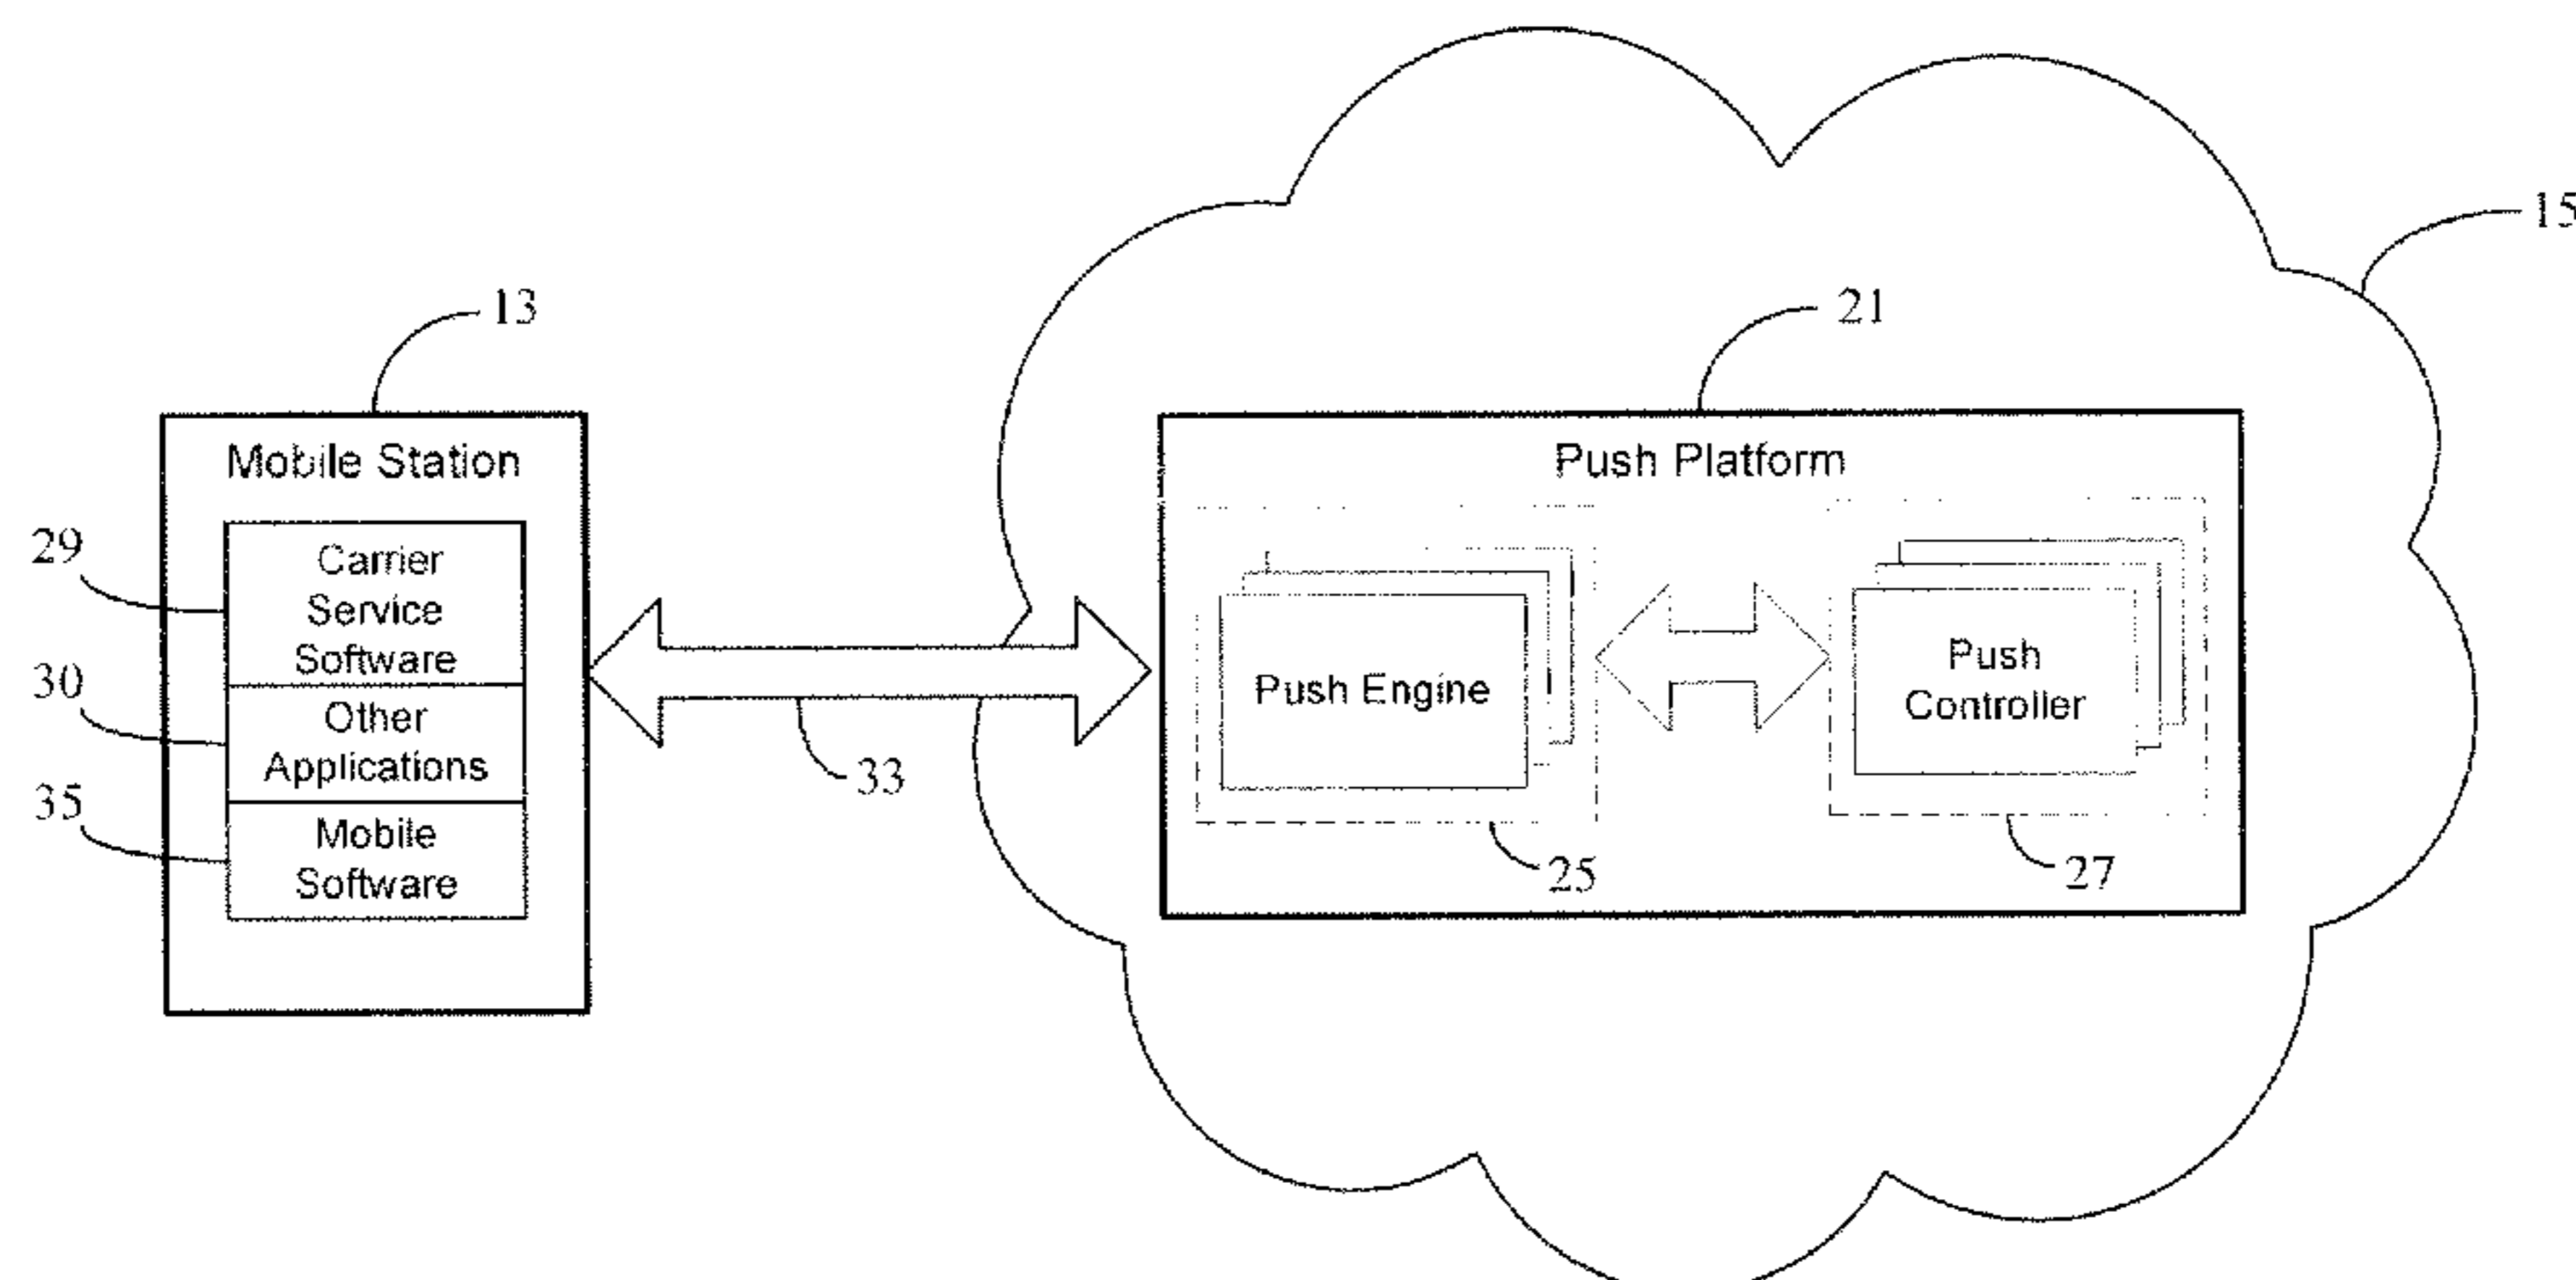 15
13
21
Mobile Station
Push Platform
29
Carrier
Service
Software
30
Other
Applications
35
Mobile
Software
33
Push Engine
Push
Controller
25
27